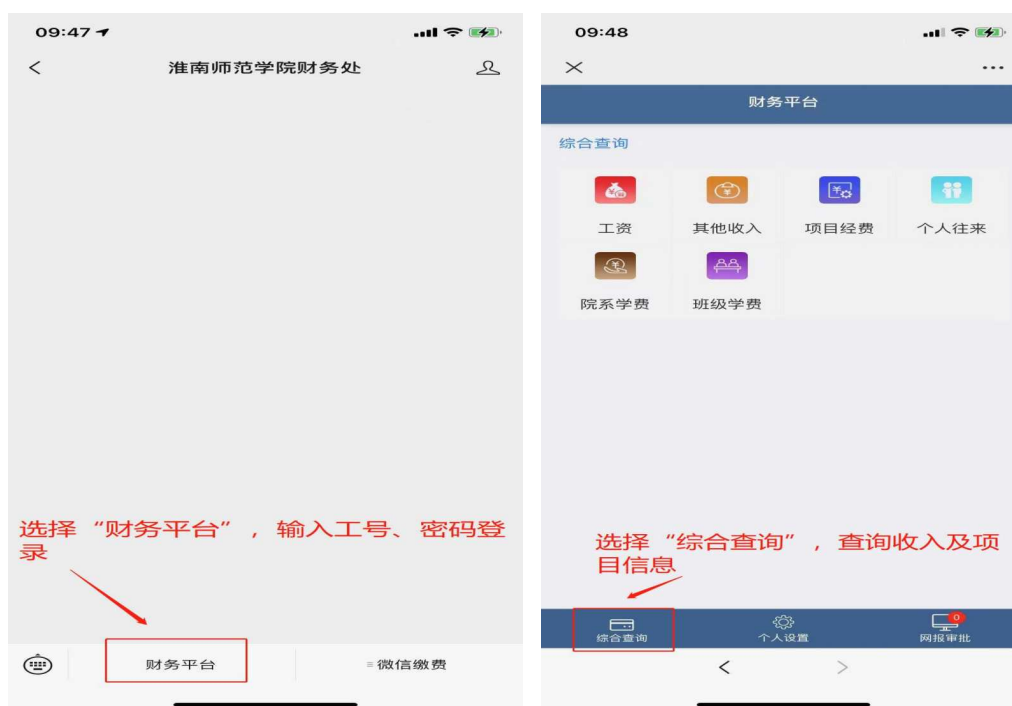 09:47
淮南师范学院财务处
选择“财务平台”，输入工号、密码登
录
财务平台
微信缴费
09:48
财务平台
综合查询
工资
其他收入
项目经费
个人往来
院系学费
班级学费
选择“综合查询”，查询收入及项
目信息
综合查询
个人设置
0
网报审批